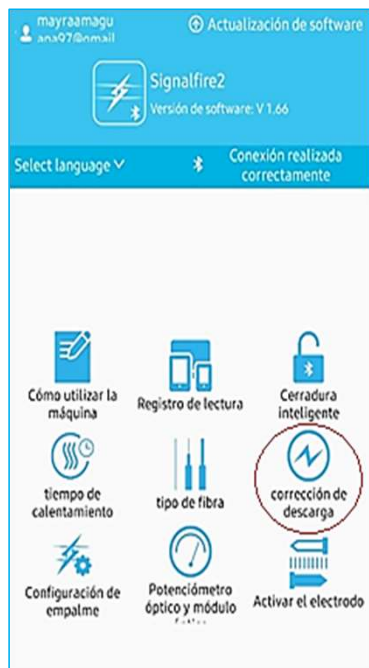 mayraamagu
Actualización de software
ana97@gmail
Signalfire2
Versión de software: V 1.66
Select language
Conexión realizada
correctamente
Cómo utilizar la
máquina
Registro de lectura
Cerradura
inteligente
tiempo de
calentamiento
tipo de fibra
corrección de
descarga
Configuración de
empalme
Potenciómetro
óptico y módulo
Activar el electrodo